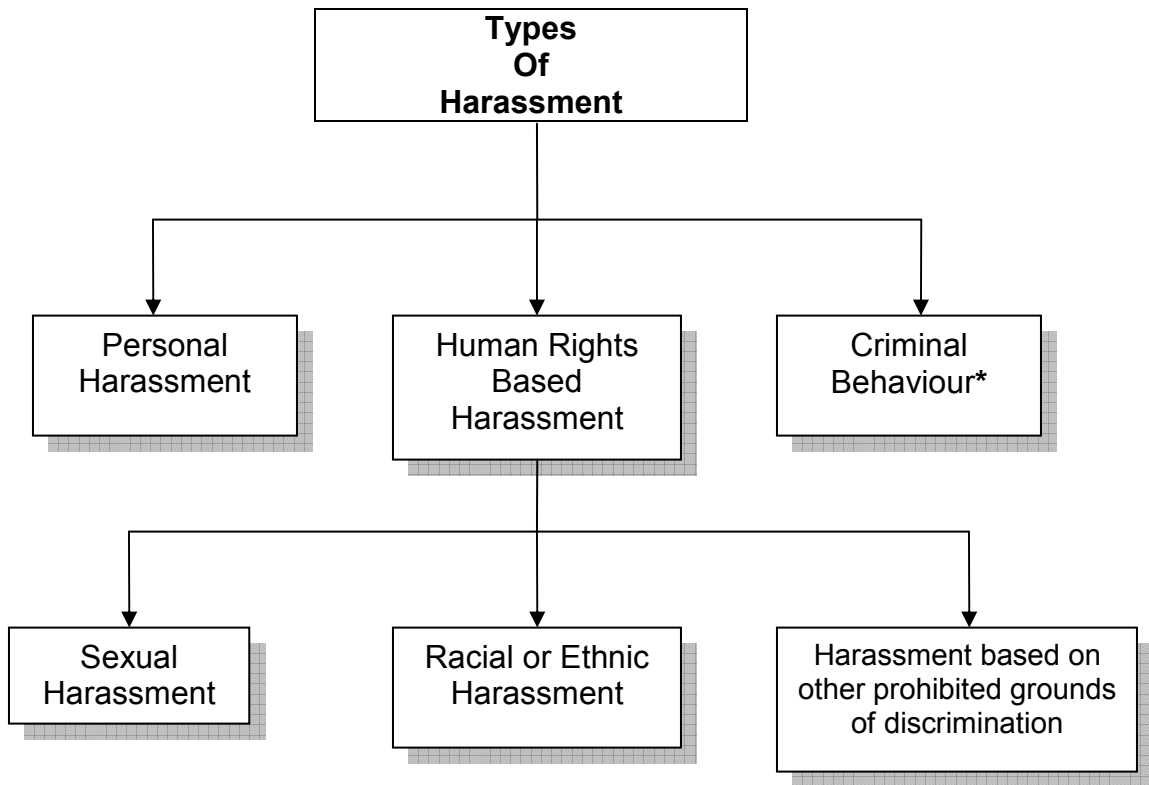 Types
Of
Harassment
Personal
Harassment
Human Rights
Based
Harassment
Criminal
Behaviour*
Sexual
Harassment
Racial or Ethnic
Harassment
Harassment based on
other prohibited grounds
of discrimination